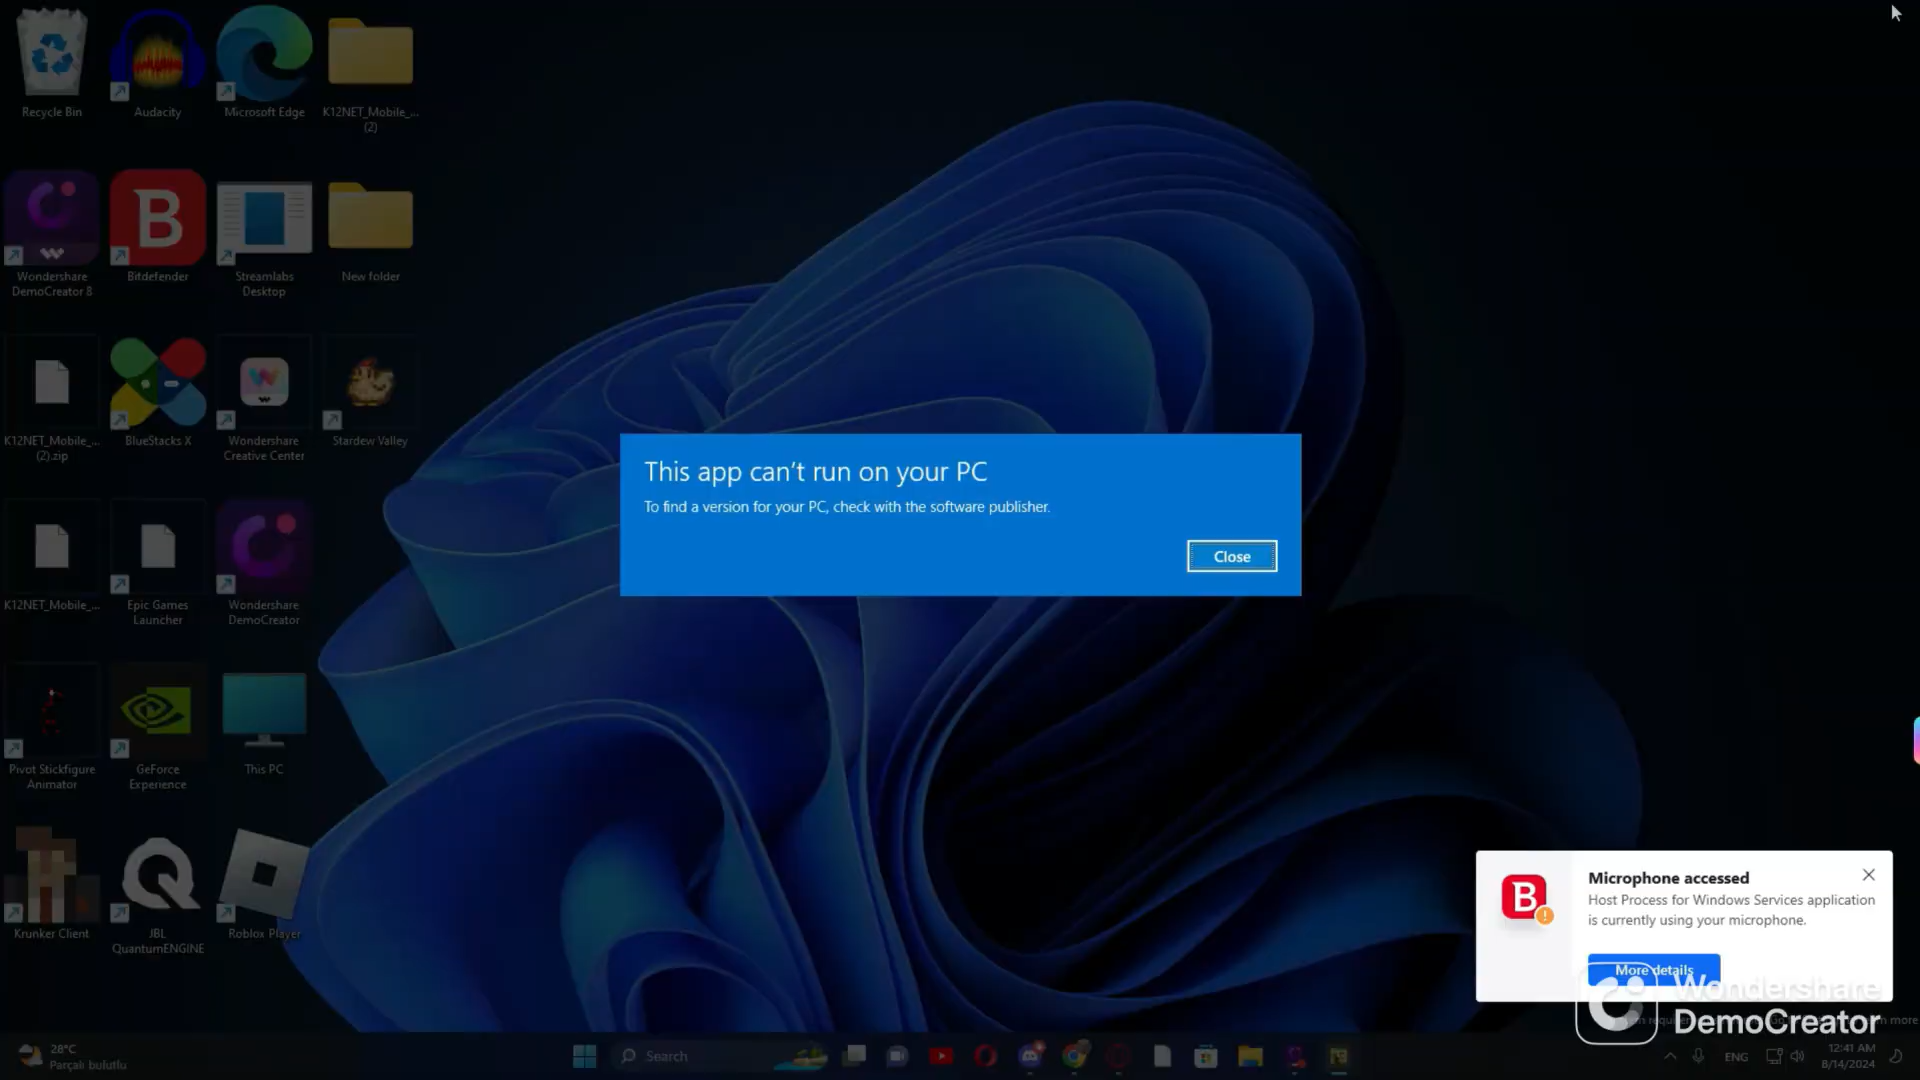 Recycle Bin
Audacity
Microsoft Edge
K12NET_Mobile_...
(2)
Wondershare
DemoCreator 8
Bitdefender
Streamlabs
Desktop
New folder
K12NET_Mobile_...
(2).zip
BlueStacks X
Wondershare
Creative Center
Stardew Valley
This app can't run on your PC
To find a version for your PC, check with the software publisher.
Close
K12NET_Mobile_...
Epic Games
Launcher
Wondershare
DemoCreator
Pivot Stickfigure
Animator
GeForce
Experience
This PC
Krunker Client
JBL
QuantumENGINE
Roblox Player
Microphone accessed
Host Process for Windows Services application
is currently using your microphone.
More details
Wondershare
DemoCreator
28°C
Parçalı bulutlu
Search
ENG
12:41 AM
8/14/2024